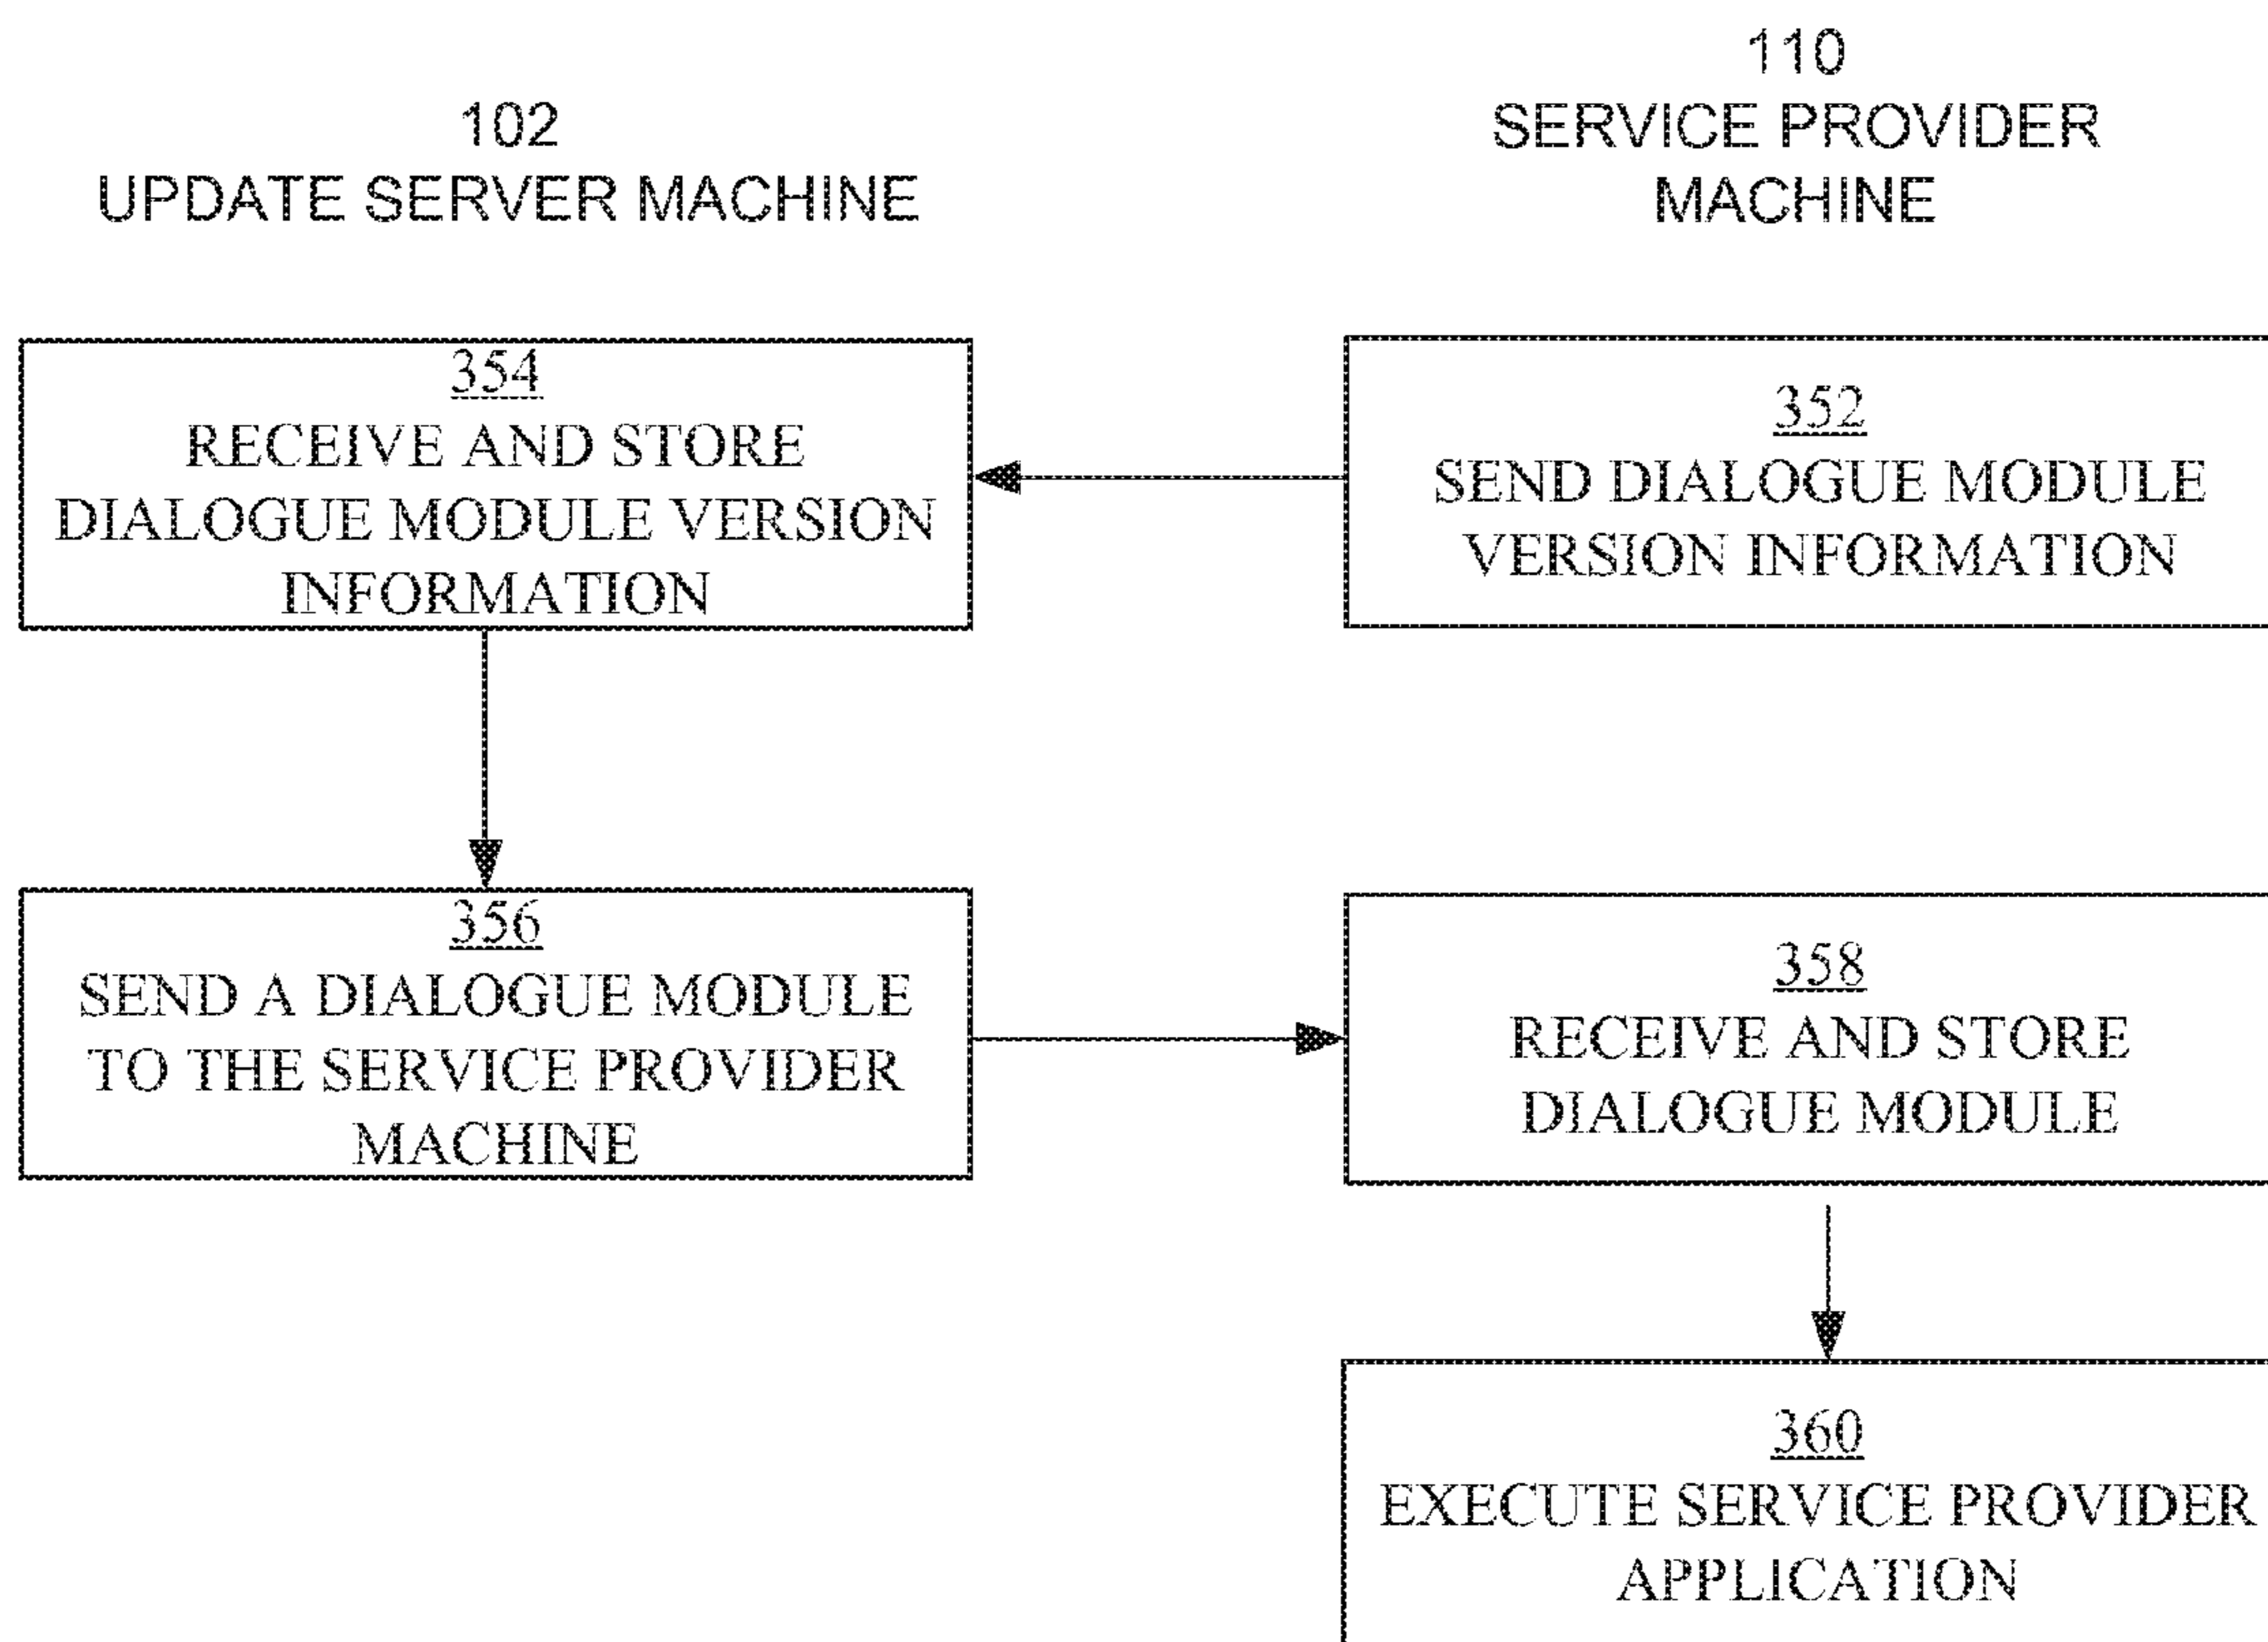 102
UPDATE SERVER MACHINE
110
SERVICE PROVIDER
MACHINE
354
RECEIVE AND STORE
DIALOGUE MODULE VERSION
INFORMATION
352
SEND DIALOGUE MODULE
VERSION INFORMATION
356
SEND A DIALOGUE MODULE
TO THE SERVICE PROVIDER
MACHINE
358
RECEIVE AND STORE
DIALOGUE MODULE
360
EXECUTE SERVICE PROVIDER
APPLICATION